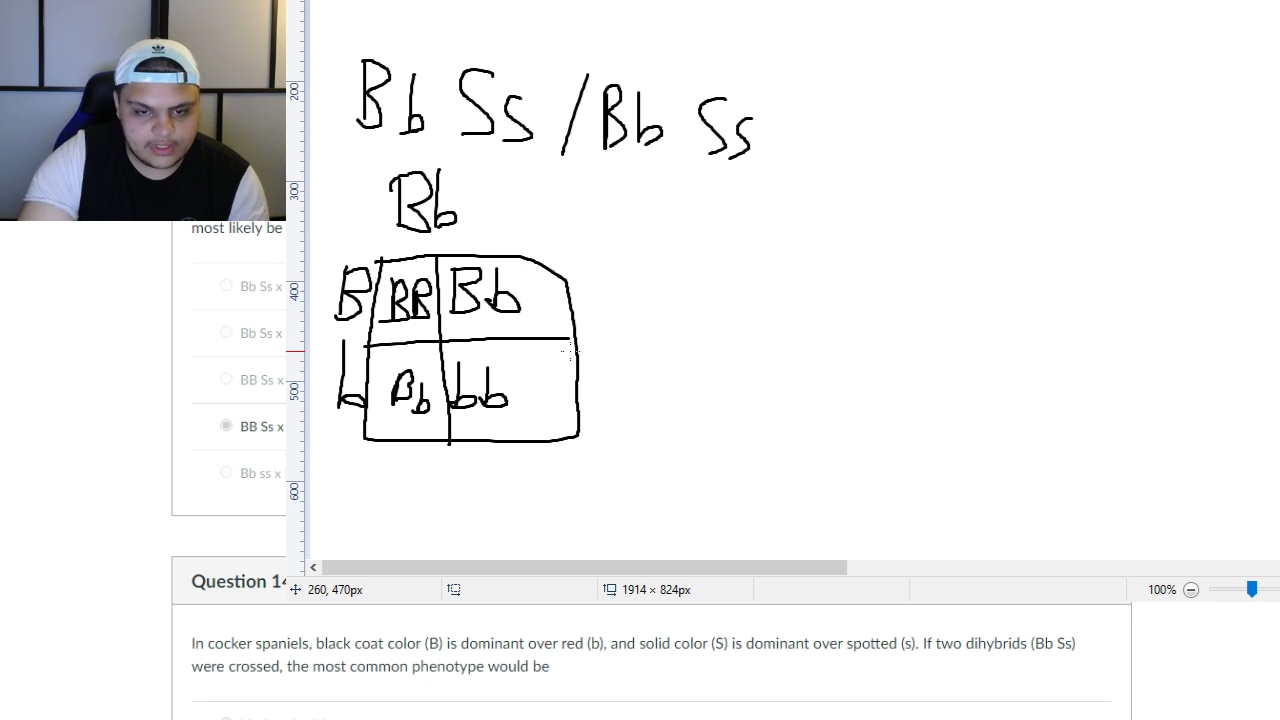 Bb Ss / Bb Ss
Bb
B BB Bb
b Bb bb
200
300
400
500
600
most likely be
Bb Ss x
Bb Ss x
BB Ss x
BB Ss x
Bb ss x
Question 14
260, 470px
1914 × 824px
100%
In cocker spaniels, black coat color (B) is dominant over red (b), and solid color (S) is dominant over spotted (s). If two dihybrids (Bb Ss)
were crossed, the most common phenotype would be